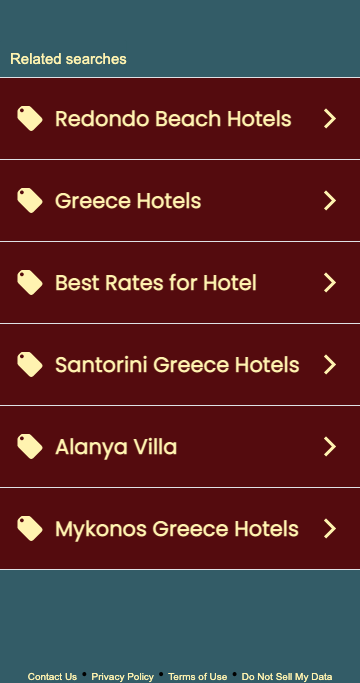 Related searches
Redondo Beach Hotels
Greece Hotels
Best Rates for Hotel
Santorini Greece Hotels
Alanya Villa
Mykonos Greece Hotels
Contact Us • Privacy Policy • Terms of Use • Do Not Sell My Data